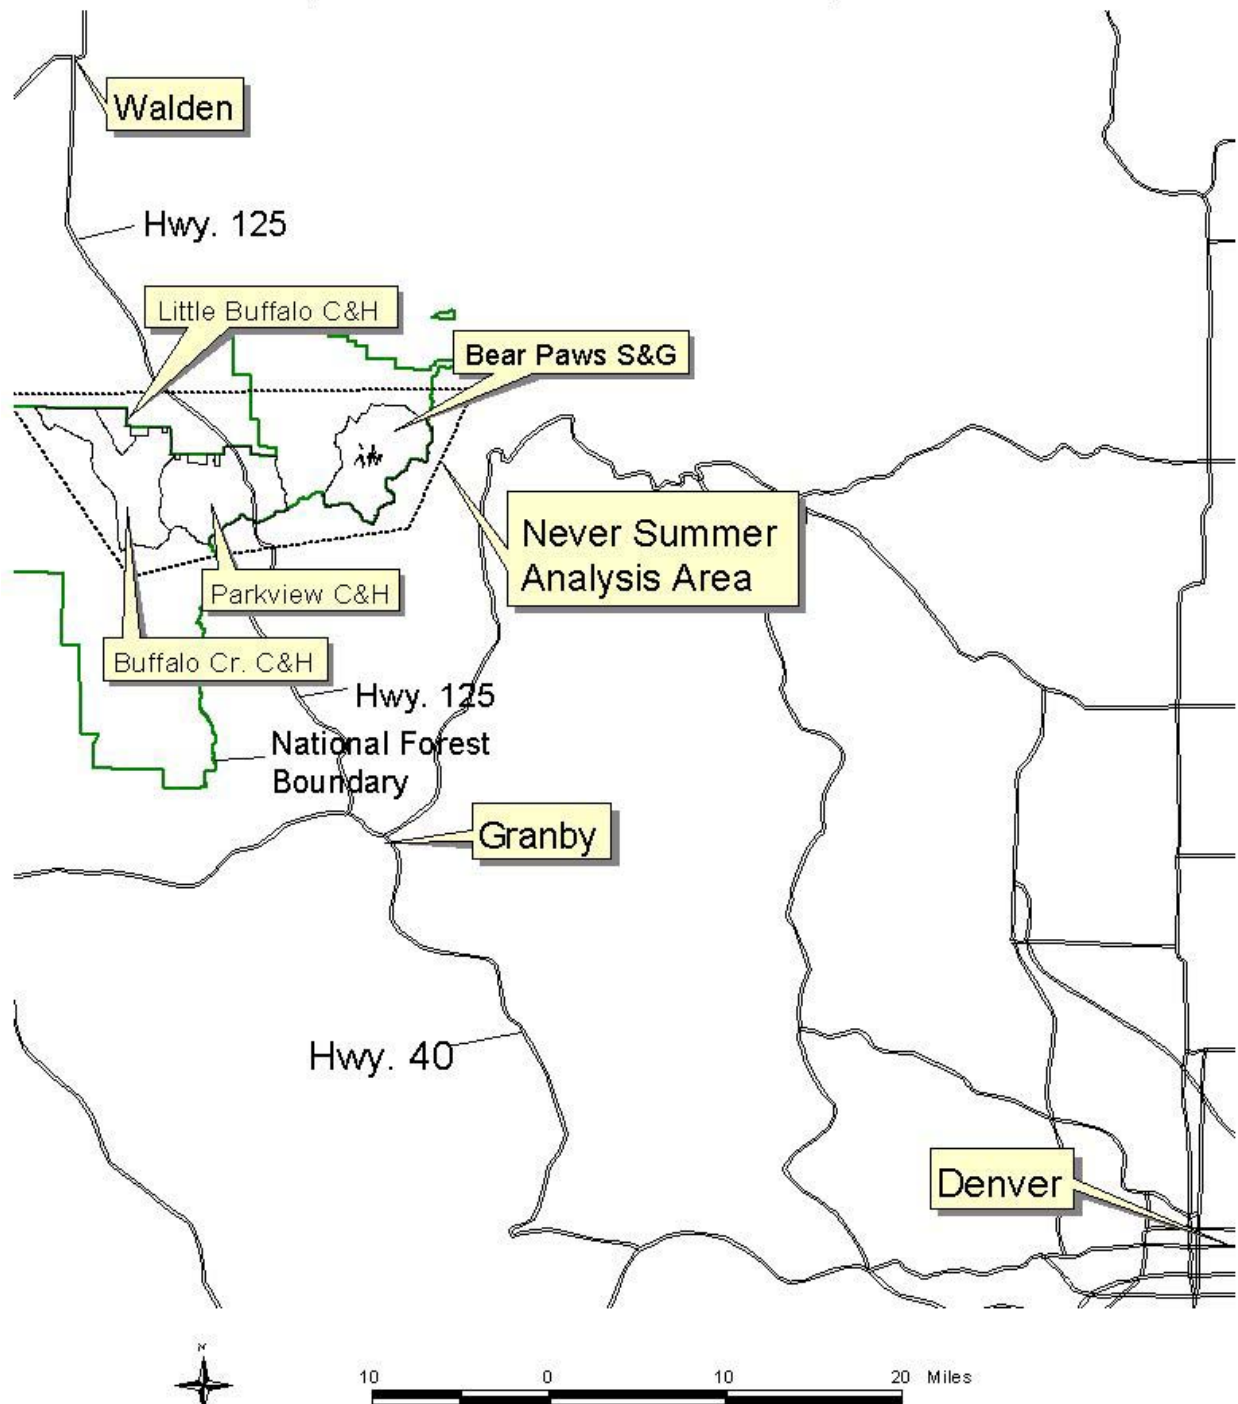 Walden
Hwy. 125
Little Buffalo C&H
Bear Paws S&G
Never Summer
Analysis Area
Parkview C&H
Buffalo Cr. C&H
Hwy. 125
National Forest
Boundary
Granby
Hwy. 40
Denver
N
10 0 10 20 Miles